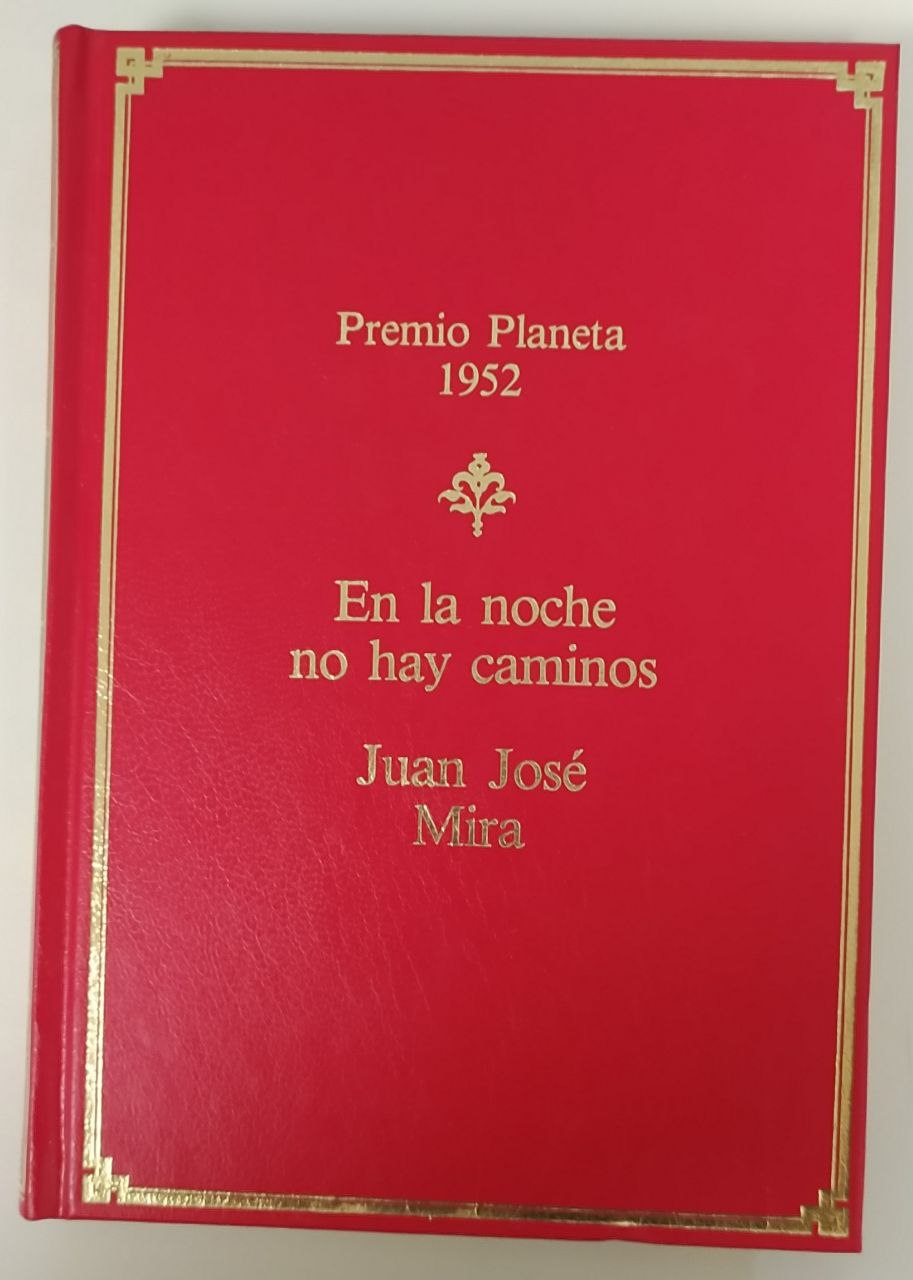 Premio Planeta
1952
En la noche
no hay caminos
Juan José
Mira